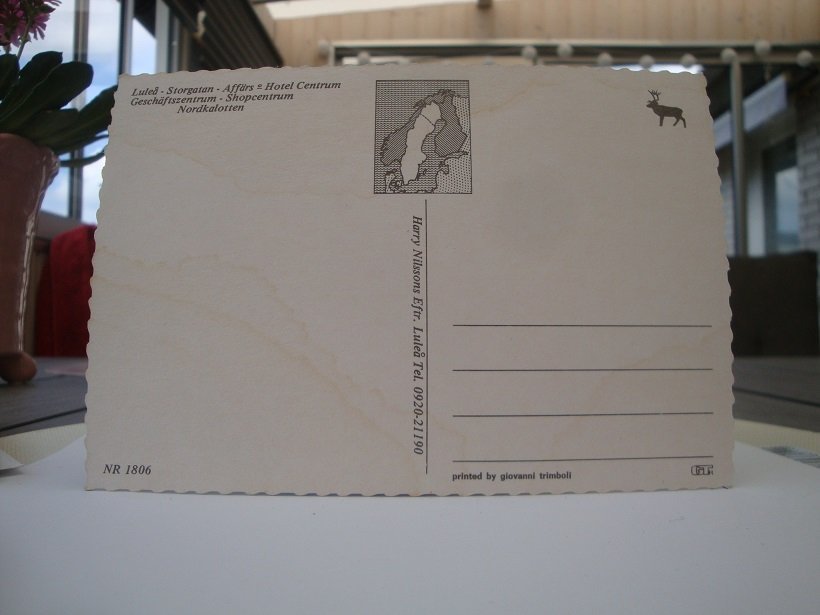 Luleå - Storgatan - Affärs = Hotel Centrum
Geschäftszentrum - Shopcentrum
Nordkalotten
Harry Nilssons Eftr. Luleå Tel. 0920-21190
NR 1806
printed by giovanni trimboli